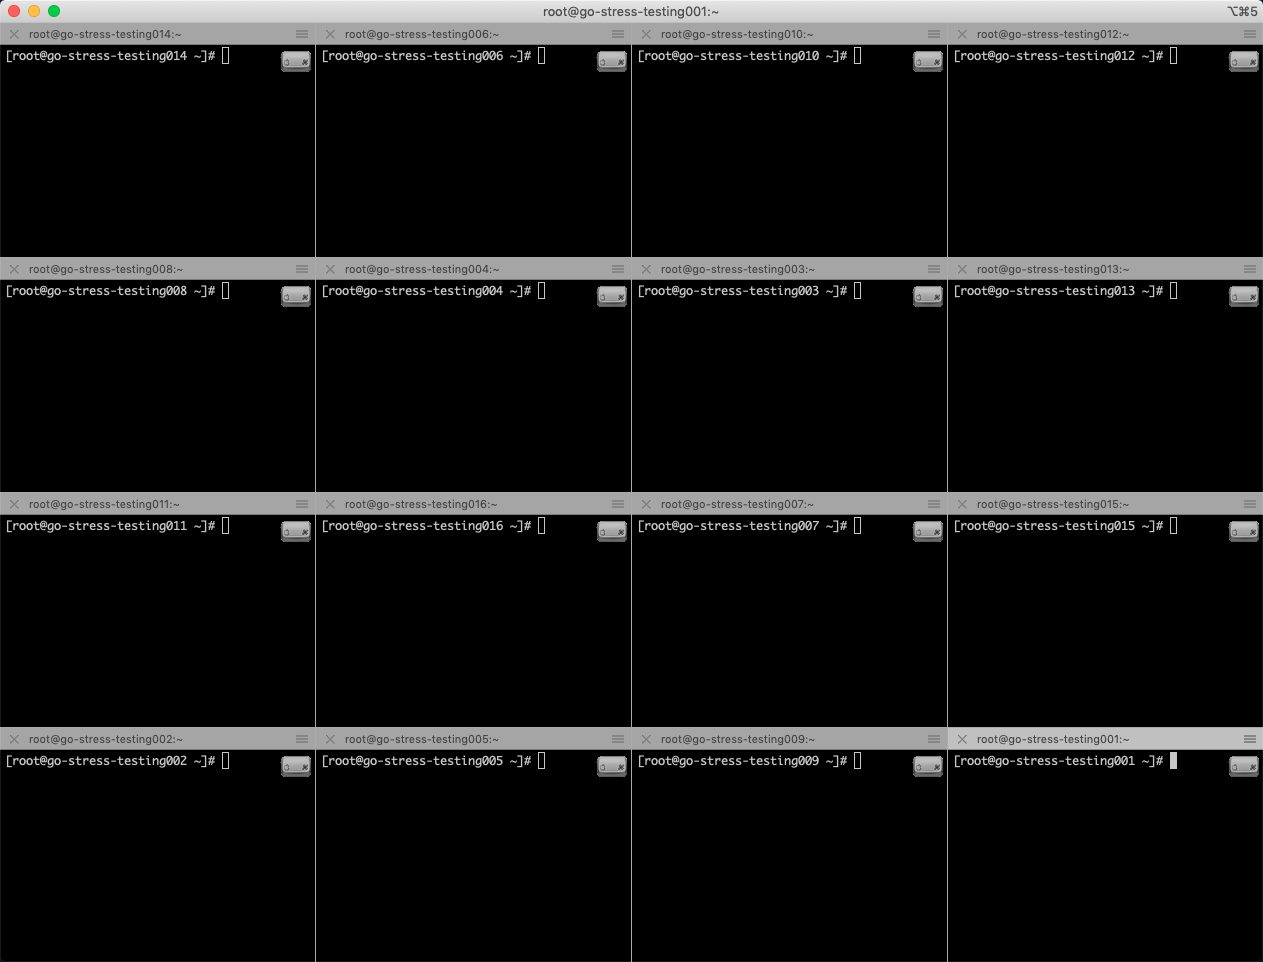 root@go-stress-testing001:~ ⌥⌘5
root@go-stress-testing014:~ root@go-stress-testing006:~ root@go-stress-testing010:~ root@go-stress-testing012:~
[root@go-stress-testing014 ~]# [root@go-stress-testing006 ~]# [root@go-stress-testing010 ~]# [root@go-stress-testing012 ~]#
root@go-stress-testing008:~ root@go-stress-testing004:~ root@go-stress-testing003:~ root@go-stress-testing013:~
[root@go-stress-testing008 ~]# [root@go-stress-testing004 ~]# [root@go-stress-testing003 ~]# [root@go-stress-testing013 ~]#
root@go-stress-testing011:~ root@go-stress-testing016:~ root@go-stress-testing007:~ root@go-stress-testing015:~
[root@go-stress-testing011 ~]# [root@go-stress-testing016 ~]# [root@go-stress-testing007 ~]# [root@go-stress-testing015 ~]#
root@go-stress-testing002:~ root@go-stress-testing005:~ root@go-stress-testing009:~ root@go-stress-testing001:~
[root@go-stress-testing002 ~]# [root@go-stress-testing005 ~]# [root@go-stress-testing009 ~]# [root@go-stress-testing001 ~]#